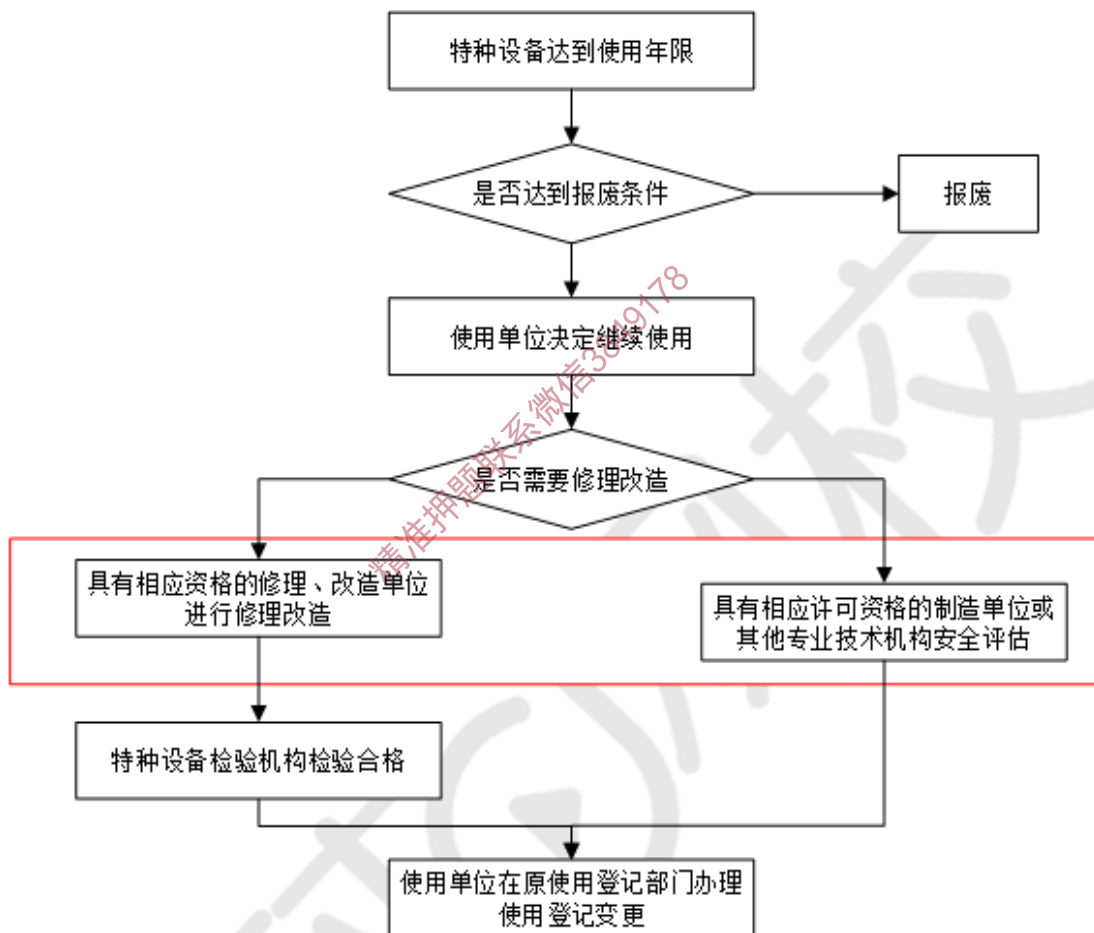 特种设备达到使用年限
是否达到报废条件
报废
使用单位决定继续使用
精准押题联系微信3849178
是否需要修理改造
具有相应资格的修理、改造单位
进行修理改造
具有相应许可资格的制造单位或
其他专业技术机构安全评估
特种设备检验机构检验合格
使用单位在原使用登记部门办理
使用登记变更